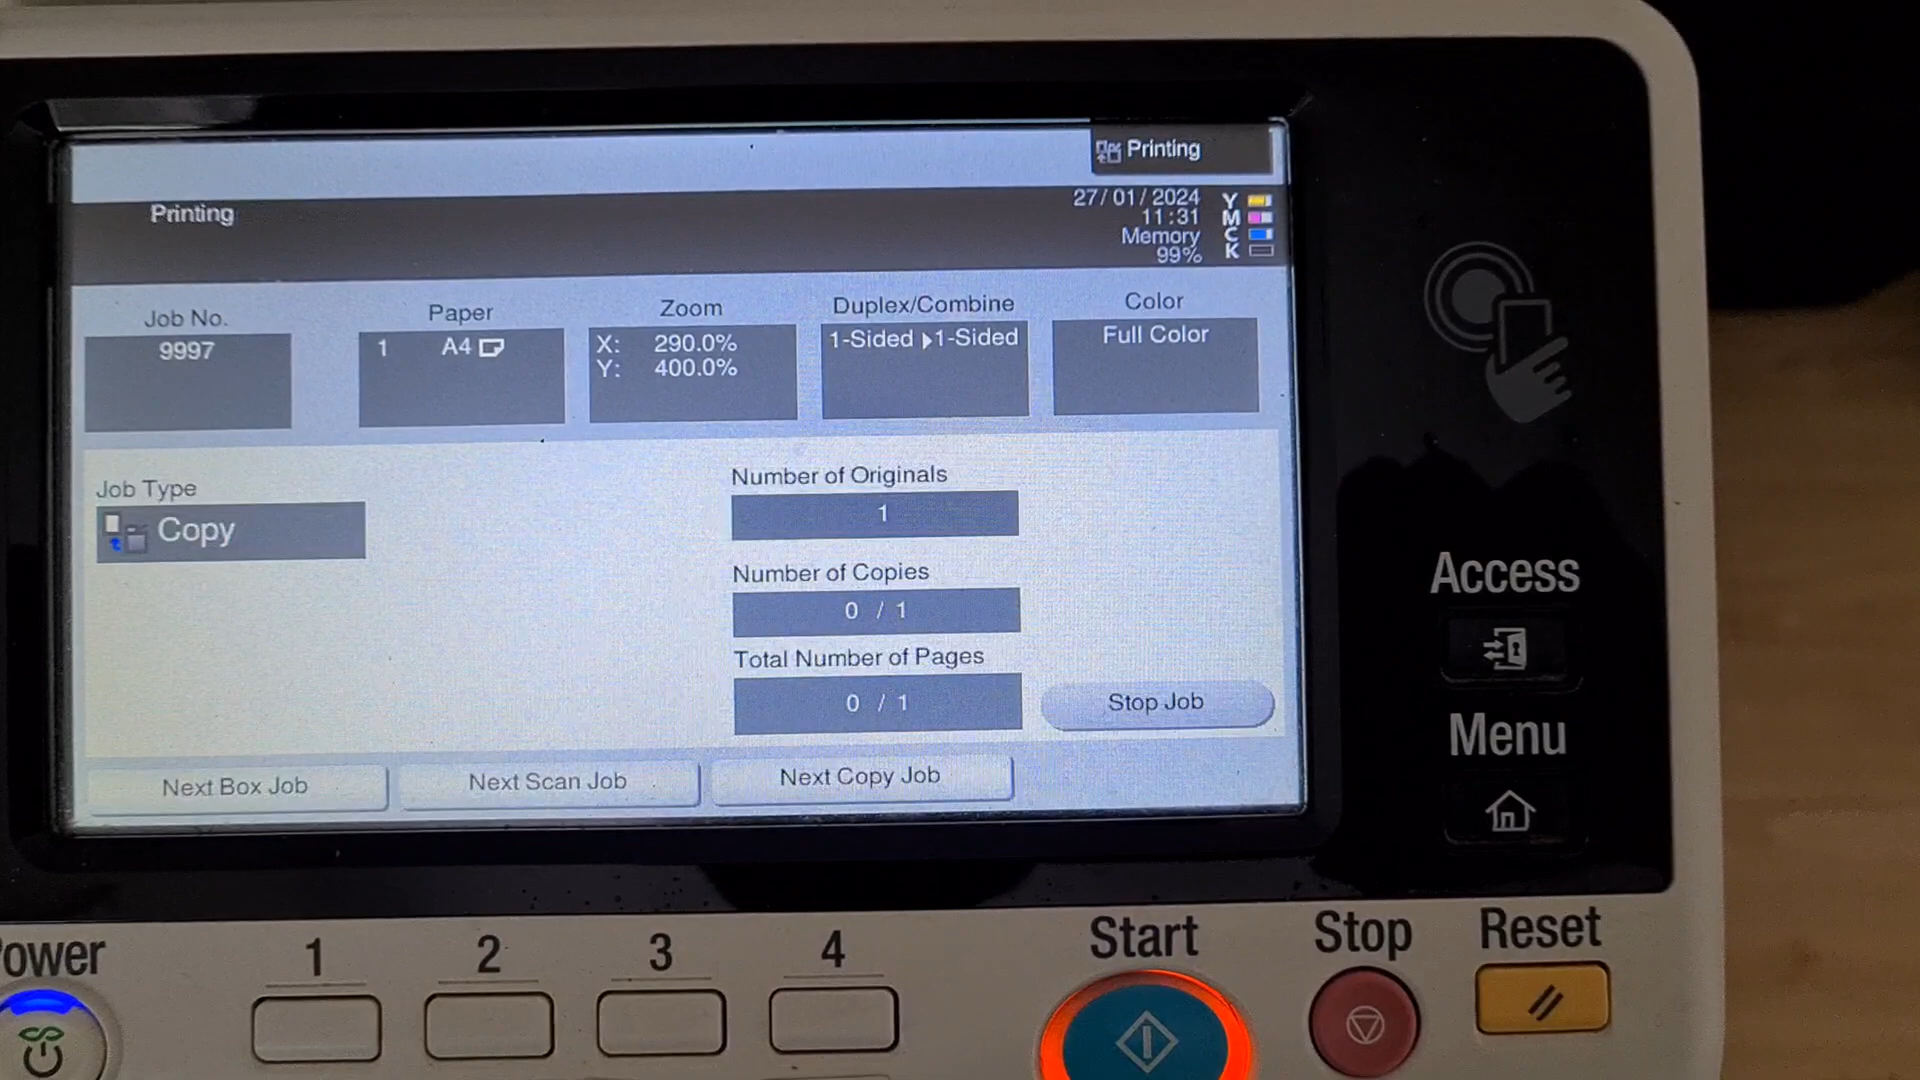 Printing
Printing
27/01/2024
11:31
Memory
99%
Y
M
C
K
Job No.
9997
Paper
1 A4
Zoom
X: 290.0%
Y: 400.0%
Duplex/Combine
1-Sided ▸1-Sided
Color
Full Color
Job Type
Copy
Number of Originals
1
Number of Copies
0 / 1
Total Number of Pages
0 / 1
Stop Job
Next Box Job
Next Scan Job
Next Copy Job
Access
Menu
Power
1
2
3
4
Start
Stop
Reset